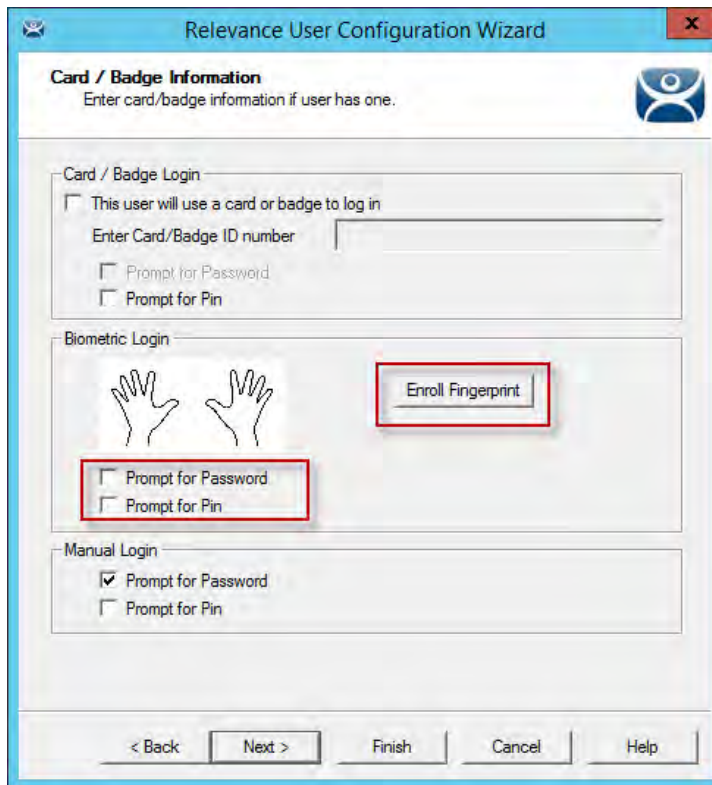 Relevance User Configuration Wizard
x
Card / Badge Information
Enter card/badge information if user has one.
Card / Badge Login
This user will use a card or badge to log in
Enter Card/Badge ID number
Prompt for Password
Prompt for Pin
Biometric Login
Enroll Fingerprint
Prompt for Password
Prompt for Pin
Manual Login
Prompt for Password
Prompt for Pin
< Back Next > Finish Cancel Help